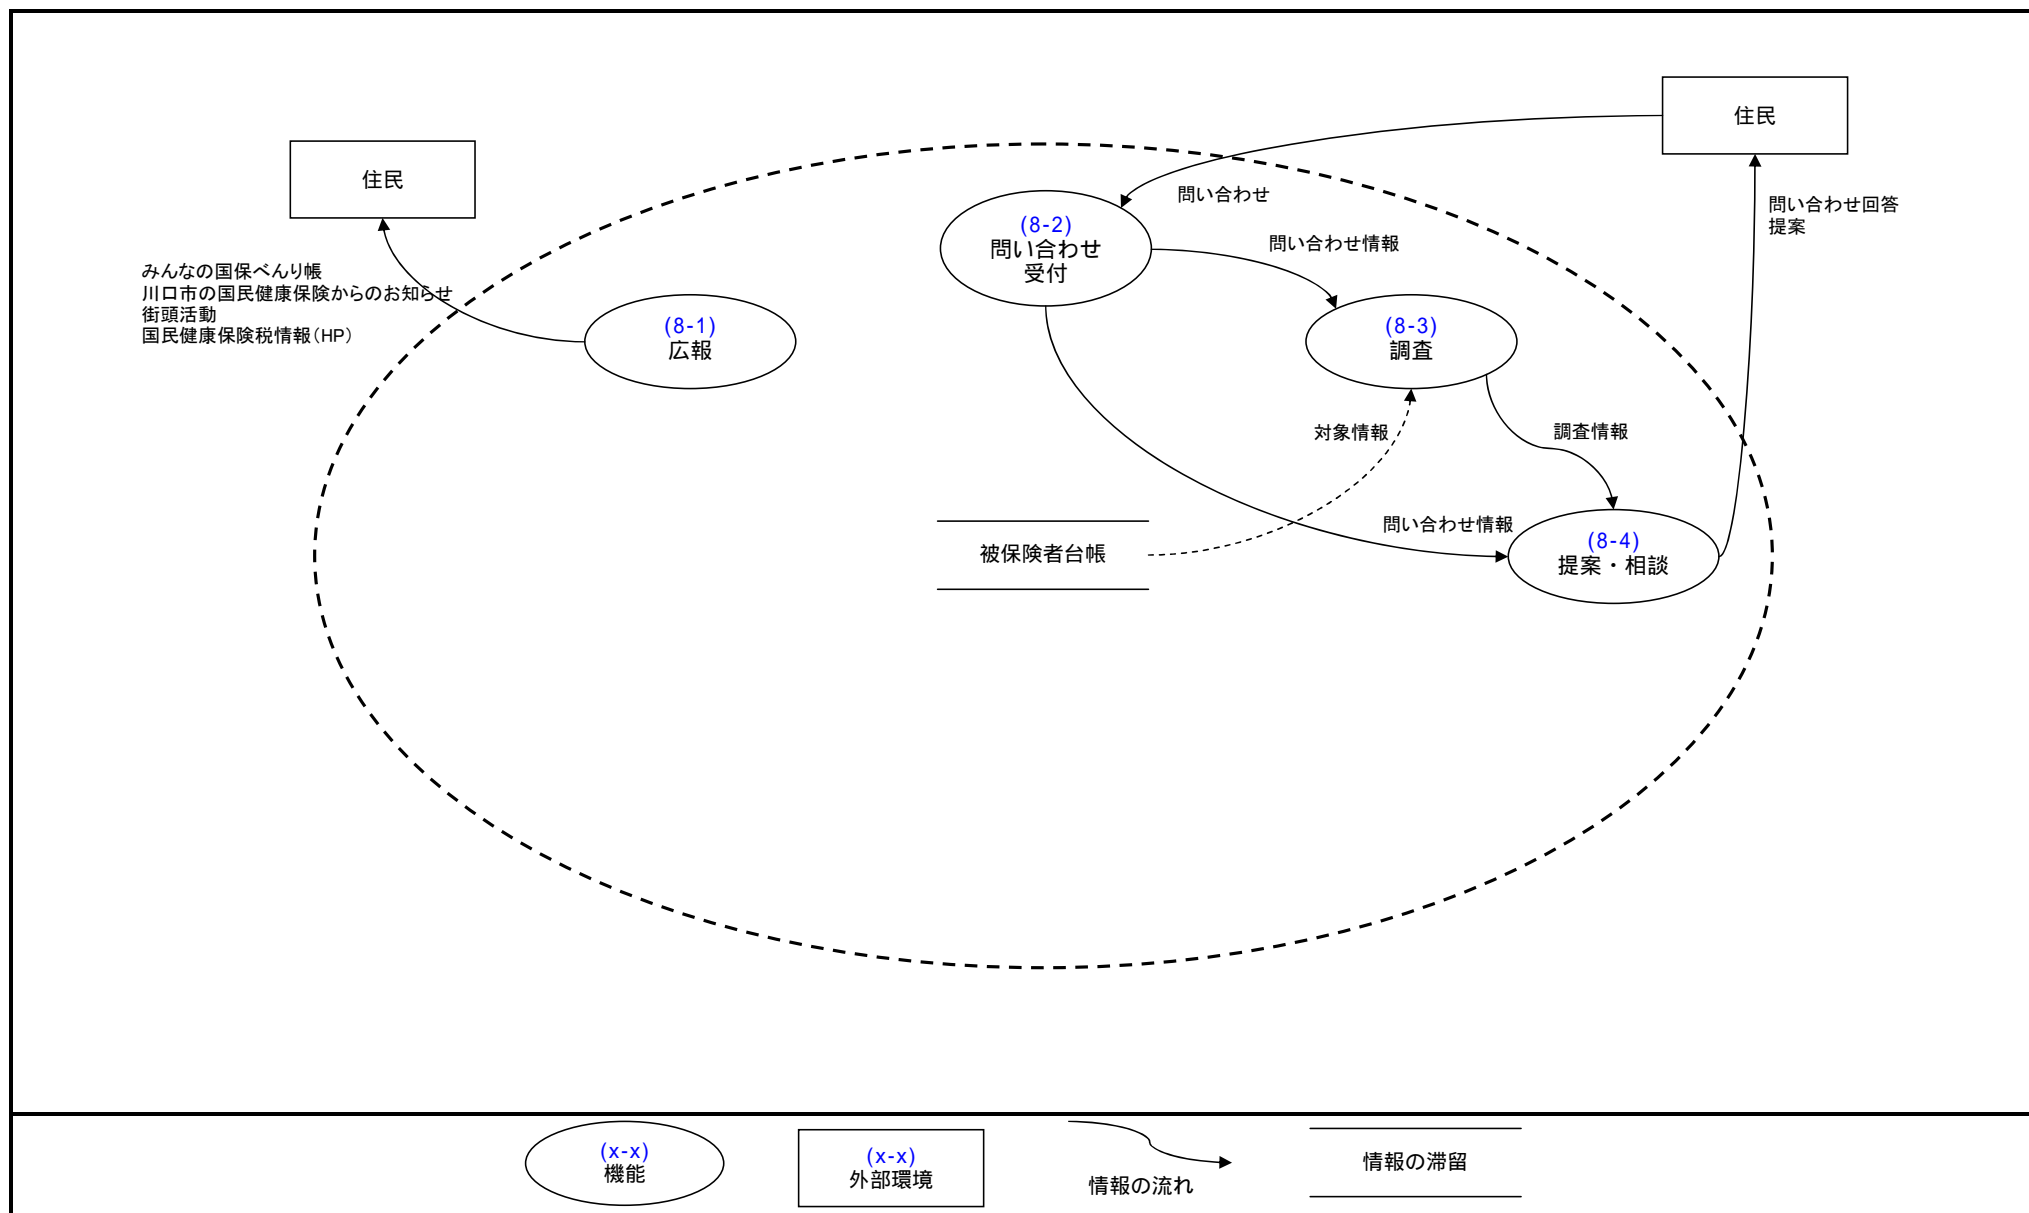 住民
問い合わせ
問い合わせ回答
提案
住民
(8-2)
問い合わせ
受付
問い合わせ情報
みんなの国保べんり帳
川口市の国民健康保険からのお知らせ
街頭活動
国民健康保険税情報(HP)
(8-1)
広報
(8-3)
調査
対象情報
調査情報
問い合わせ情報
被保険者台帳
(8-4)
提案・相談
(x-x)
機能
(x-x)
外部環境
情報の流れ
情報の滞留